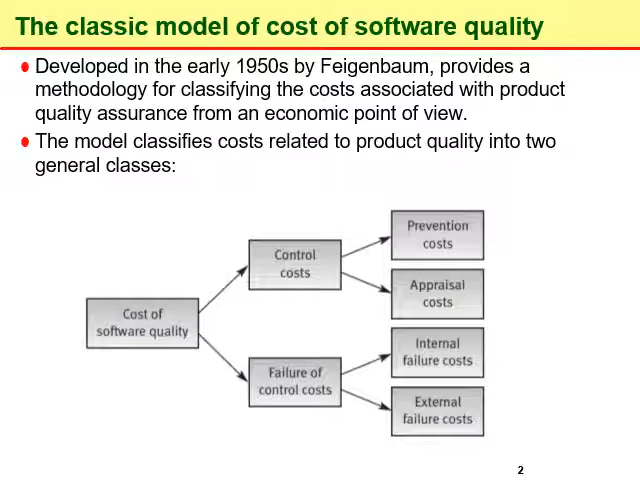 The classic model of cost of software quality
Developed in the early 1950s by Feigenbaum, provides a
methodology for classifying the costs associated with product
quality assurance from an economic point of view.
The model classifies costs related to product quality into two
general classes:
Prevention
costs
Control
costs
Appraisal
costs
Cost of
software quality
Internal
failure costs
Failure of
control costs
External
failure costs
2